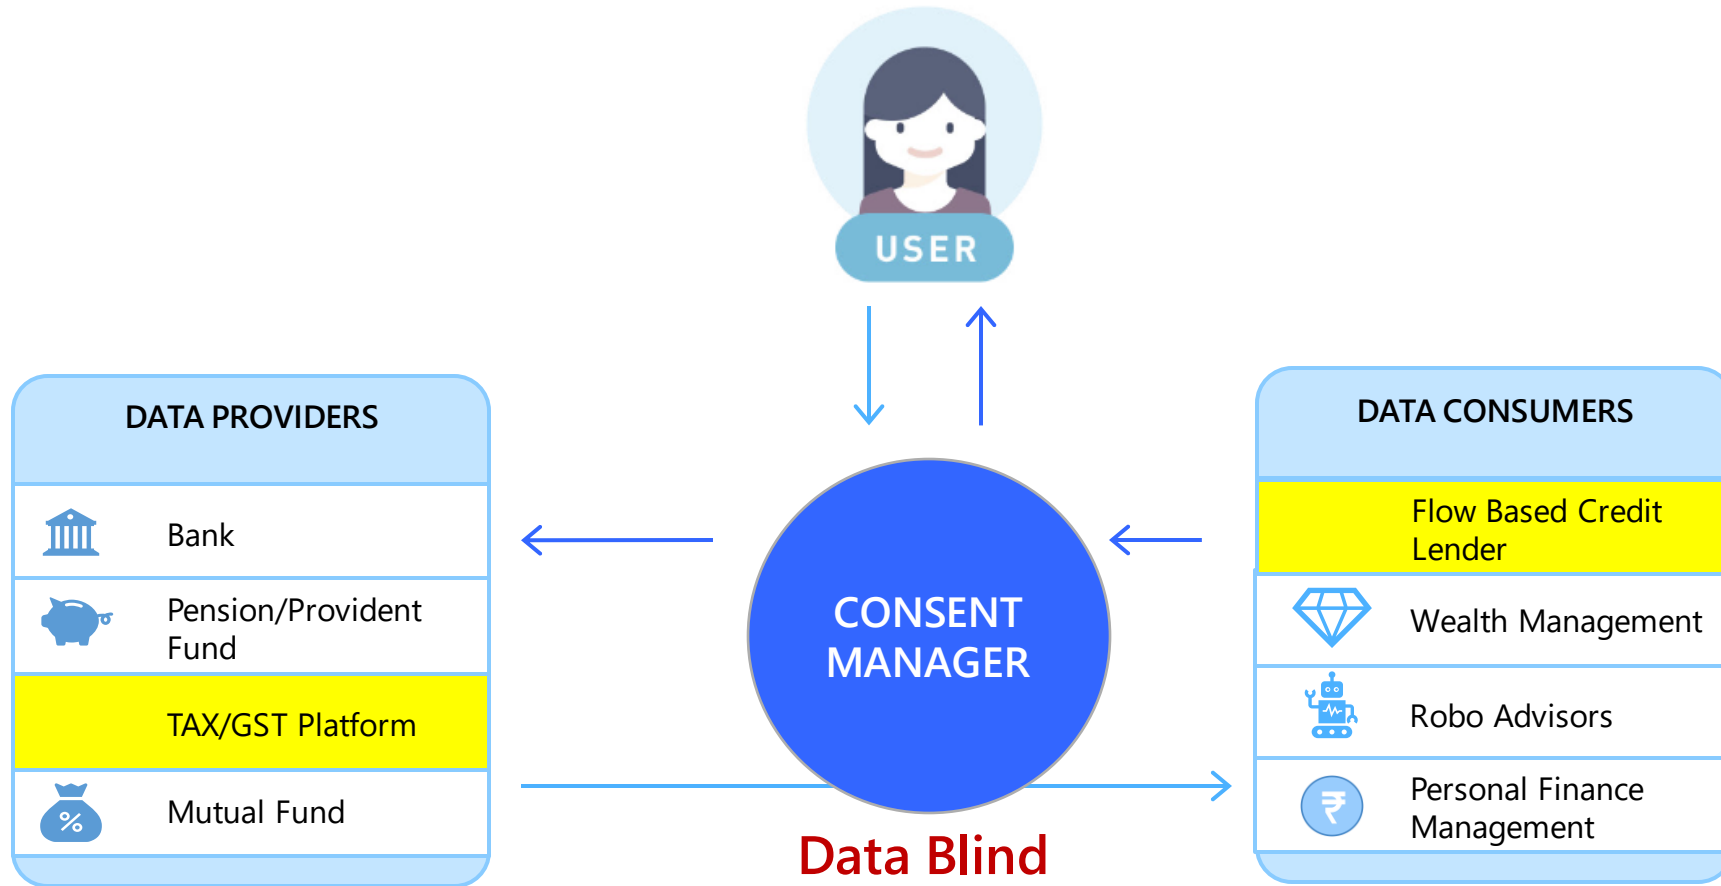 USER
DATA PROVIDERS
Bank
Pension/Provident
Fund
TAX/GST Platform
Mutual Fund
CONSENT
MANAGER
Data Blind
DATA CONSUMERS
Flow Based Credit
Lender
Wealth Management
Robo Advisors
Personal Finance
Management
%
₹